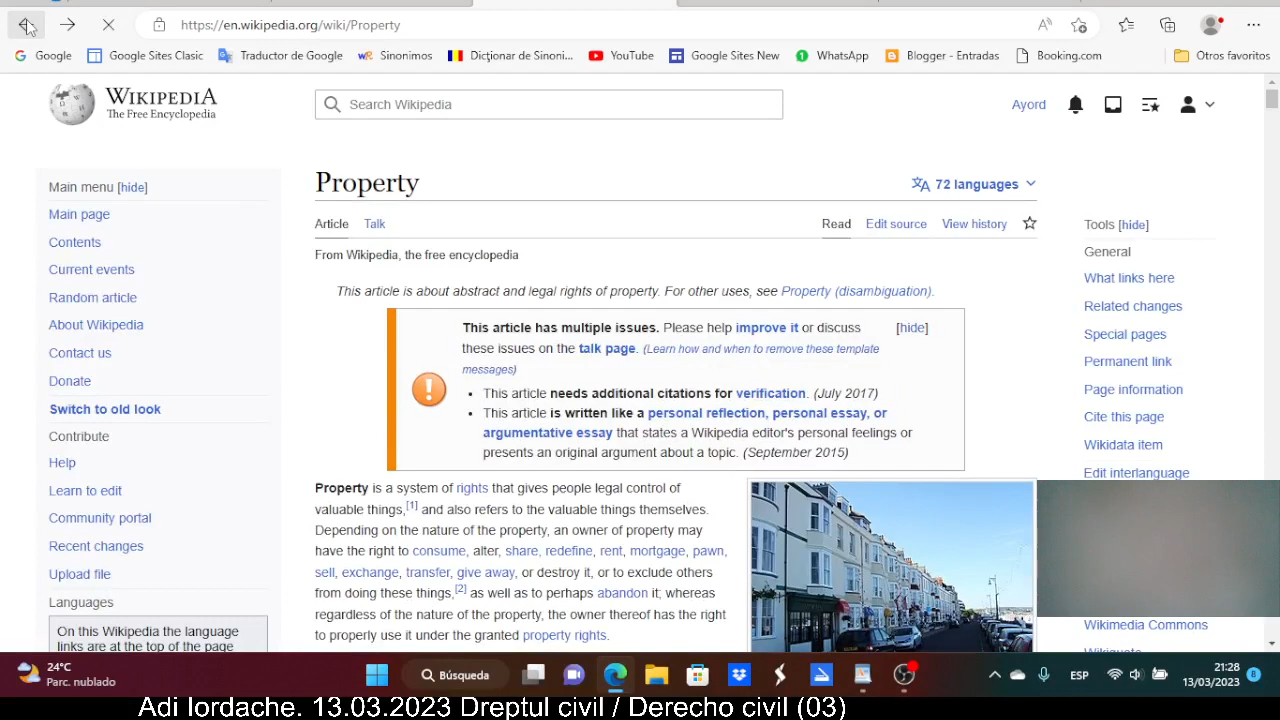 https://en.wikipedia.org/wiki/Property
Google
Google Sites Clasic
Traductor de Google
Sinonimos
Dicționar de Sinoni...
YouTube
Google Sites New
WhatsApp
Blogger - Entradas
Booking.com
Otros favoritos
WIKIPEDIA
The Free Encyclopedia
Search Wikipedia
Ayord
Main menu [hide]
Main page
Contents
Current events
Random article
About Wikipedia
Contact us
Donate
Switch to old look
Contribute
Help
Learn to edit
Community portal
Recent changes
Upload file
Languages
On this Wikipedia the language
links are at the top of the page
Property
72 languages
Article Talk
Read Edit source View history
From Wikipedia, the free encyclopedia
This article is about abstract and legal rights of property. For other uses, see Property (disambiguation).
This article has multiple issues. Please help improve it or discuss [hide]
these issues on the talk page. (Learn how and when to remove these template
messages)
• This article needs additional citations for verification. (July 2017)
• This article is written like a personal reflection, personal essay, or
argumentative essay that states a Wikipedia editor's personal feelings or
presents an original argument about a topic. (September 2015)
Property is a system of rights that gives people legal control of
valuable things,[1] and also refers to the valuable things themselves.
Depending on the nature of the property, an owner of property may
have the right to consume, alter, share, redefine, rent, mortgage, pawn,
sell, exchange, transfer, give away, or destroy it, or to exclude others
from doing these things,[2] as well as to perhaps abandon it; whereas
regardless of the nature of the property, the owner thereof has the right
to properly use it under the granted property rights.
Tools [hide]
General
What links here
Related changes
Special pages
Permanent link
Page information
Cite this page
Wikidata item
Edit interlanguage
Wikimedia Commons
24°C
Parc. nublado
Búsqueda
ESP
21:28
13/03/2023
8
Adi Iordache. 13.03.2023 Dreptul civil / Derecho civil (03)